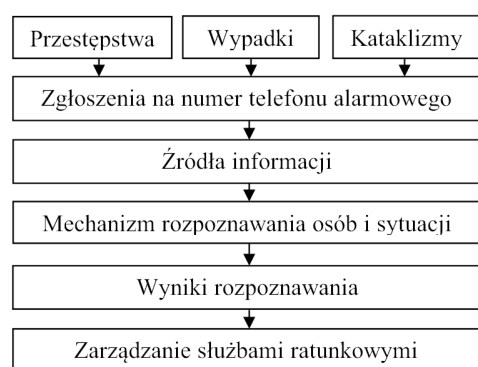 Przestępstwa Wypadki Kataklizmy
Zgłoszenia na numer telefonu alarmowego
Źródła informacji
Mechanizm rozpoznawania osób i sytuacji
Wyniki rozpoznawania
Zarządzanie służbami ratunkowymi